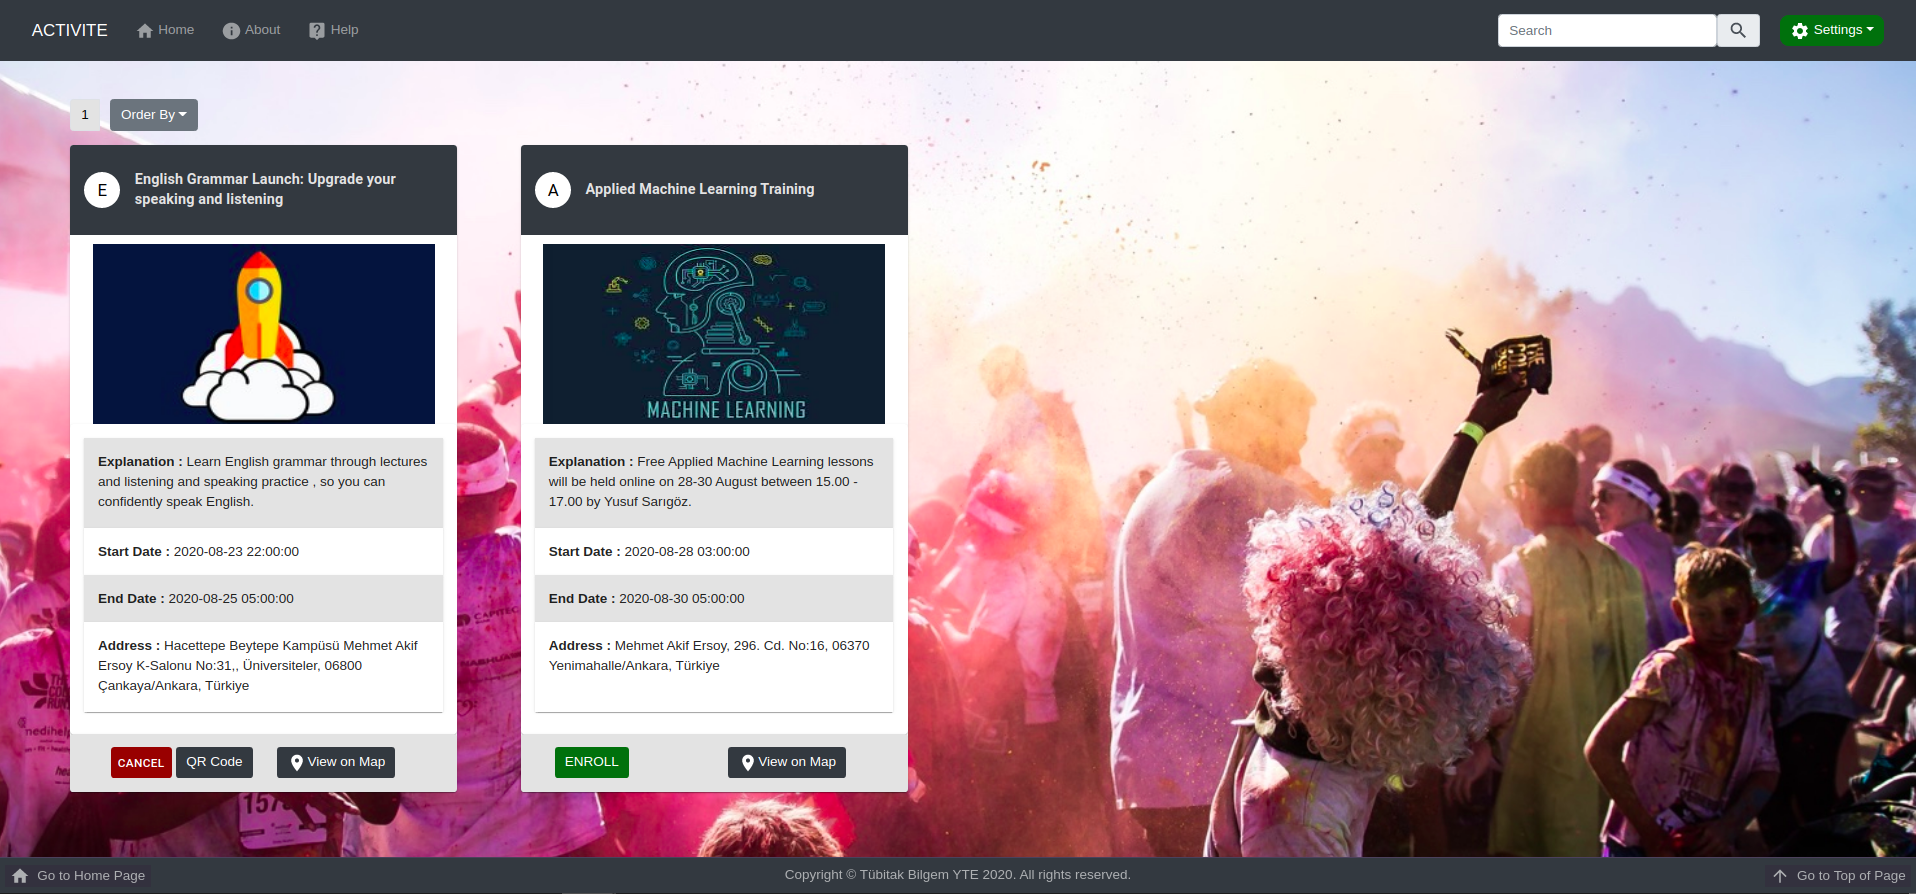 ACTIVITE Home About Help Search Settings
1 Order By
E English Grammar Launch: Upgrade your
speaking and listening
Explanation : Learn English grammar through lectures
and listening and speaking practice , so you can
confidently speak English.
Start Date : 2020-08-23 22:00:00
End Date : 2020-08-25 05:00:00
Address : Hacettepe Beytepe Kampüsü Mehmet Akif
Ersoy K-Salonu No:31,, Üniversiteler, 06800
Çankaya/Ankara, Türkiye
CANCEL QR Code View on Map
A Applied Machine Learning Training
MACHINE LEARNING
Explanation : Free Applied Machine Learning lessons
will be held online on 28-30 August between 15.00 -
17.00 by Yusuf Sarıgöz.
Start Date : 2020-08-28 03:00:00
End Date : 2020-08-30 05:00:00
Address : Mehmet Akif Ersoy, 296. Cd. No:16, 06370
Yenimahalle/Ankara, Türkiye
ENROLL View on Map
CAPITEC
THE
Go to Home Page Copyright © Tübitak Bilgem YTE 2020. All rights reserved. Go to Top of Page